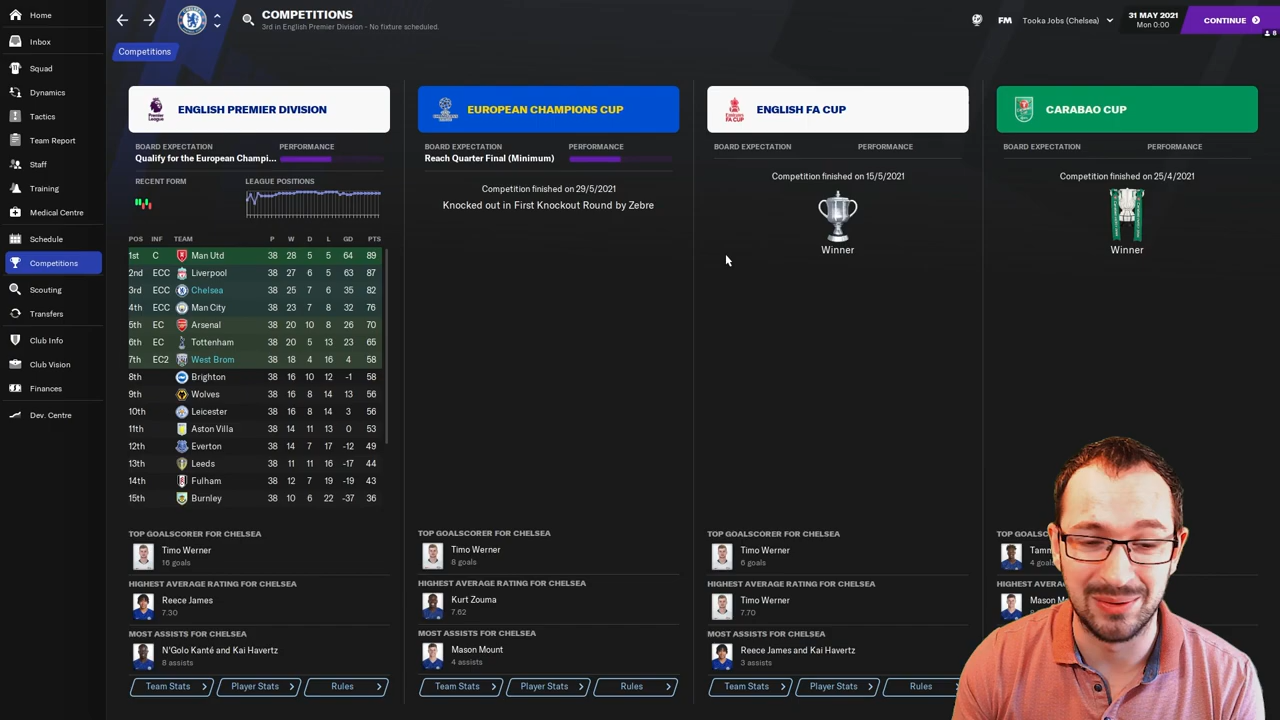 Home
Inbox
Squad
Dynamics
Tactics
Team Report
Staff
Training
Medical Centre
Schedule
Competitions
Scouting
Transfers
Club Info
Club Vision
Finances
Dev. Centre
COMPETITIONS
3rd in English Premier Division - No fixture scheduled.
FM
Tooka Jobs (Chelsea)
31 MAY 2021
Mon 0:00
CONTINUE
8
Competitions
ENGLISH PREMIER DIVISION
BOARD EXPECTATION PERFORMANCE
Qualify for the European Champi...
RECENT FORM LEAGUE POSITIONS
POS INF TEAM P W D L GD PTS
1st C Man Utd 38 28 5 5 64 89
2nd ECC Liverpool 38 27 6 5 63 87
3rd ECC Chelsea 38 25 7 6 35 82
4th ECC Man City 38 23 7 8 32 76
5th EC Arsenal 38 20 10 8 26 70
6th EC Tottenham 38 20 5 13 23 65
7th EC2 West Brom 38 18 4 16 4 58
8th Brighton 38 16 10 12 -1 58
9th Wolves 38 16 8 14 13 56
10th Leicester 38 16 8 14 3 56
11th Aston Villa 38 14 11 13 0 53
12th Everton 38 14 7 17 -12 49
13th Leeds 38 11 11 16 -17 44
14th Fulham 38 12 7 19 -19 43
15th Burnley 38 10 6 22 -37 36
TOP GOALSCORER FOR CHELSEA
Timo Werner
16 goals
HIGHEST AVERAGE RATING FOR CHELSEA
Reece James
7.30
MOST ASSISTS FOR CHELSEA
N'Golo Kanté and Kai Havertz
8 assists
Team Stats Player Stats Rules
EUROPEAN CHAMPIONS CUP
BOARD EXPECTATION PERFORMANCE
Reach Quarter Final (Minimum)
Competition finished on 29/5/2021
Knocked out in First Knockout Round by Zebre
TOP GOALSCORER FOR CHELSEA
Timo Werner
8 goals
HIGHEST AVERAGE RATING FOR CHELSEA
Kurt Zouma
7.62
MOST ASSISTS FOR CHELSEA
Mason Mount
4 assists
Team Stats Player Stats Rules
ENGLISH FA CUP
BOARD EXPECTATION PERFORMANCE
Competition finished on 15/5/2021
Winner
TOP GOALSCORER FOR CHELSEA
Timo Werner
6 goals
HIGHEST AVERAGE RATING FOR CHELSEA
Timo Werner
7.70
MOST ASSISTS FOR CHELSEA
Reece James and Kai Havertz
3 assists
Team Stats Player Stats Rules
CARABAO CUP
BOARD EXPECTATION PERFORMANCE
Competition finished on 25/4/2021
Winner
TOP GOALSC
Tamm
4 goals
HIGHEST AVERA
Mason M